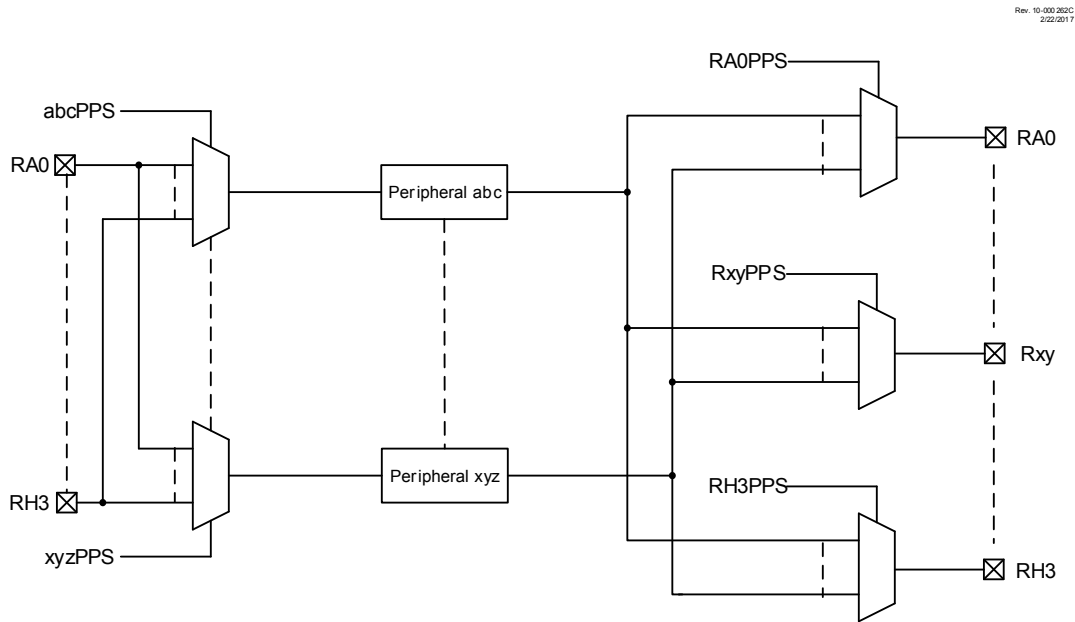 Rev. 10-000 262C
2/22/2017
RA0PPS
abcPPS
RA0
RA0
Peripheral abc
RxyPPS
Rxy
Peripheral xyz
RH3PPS
RH3
xyzPPS
RH3